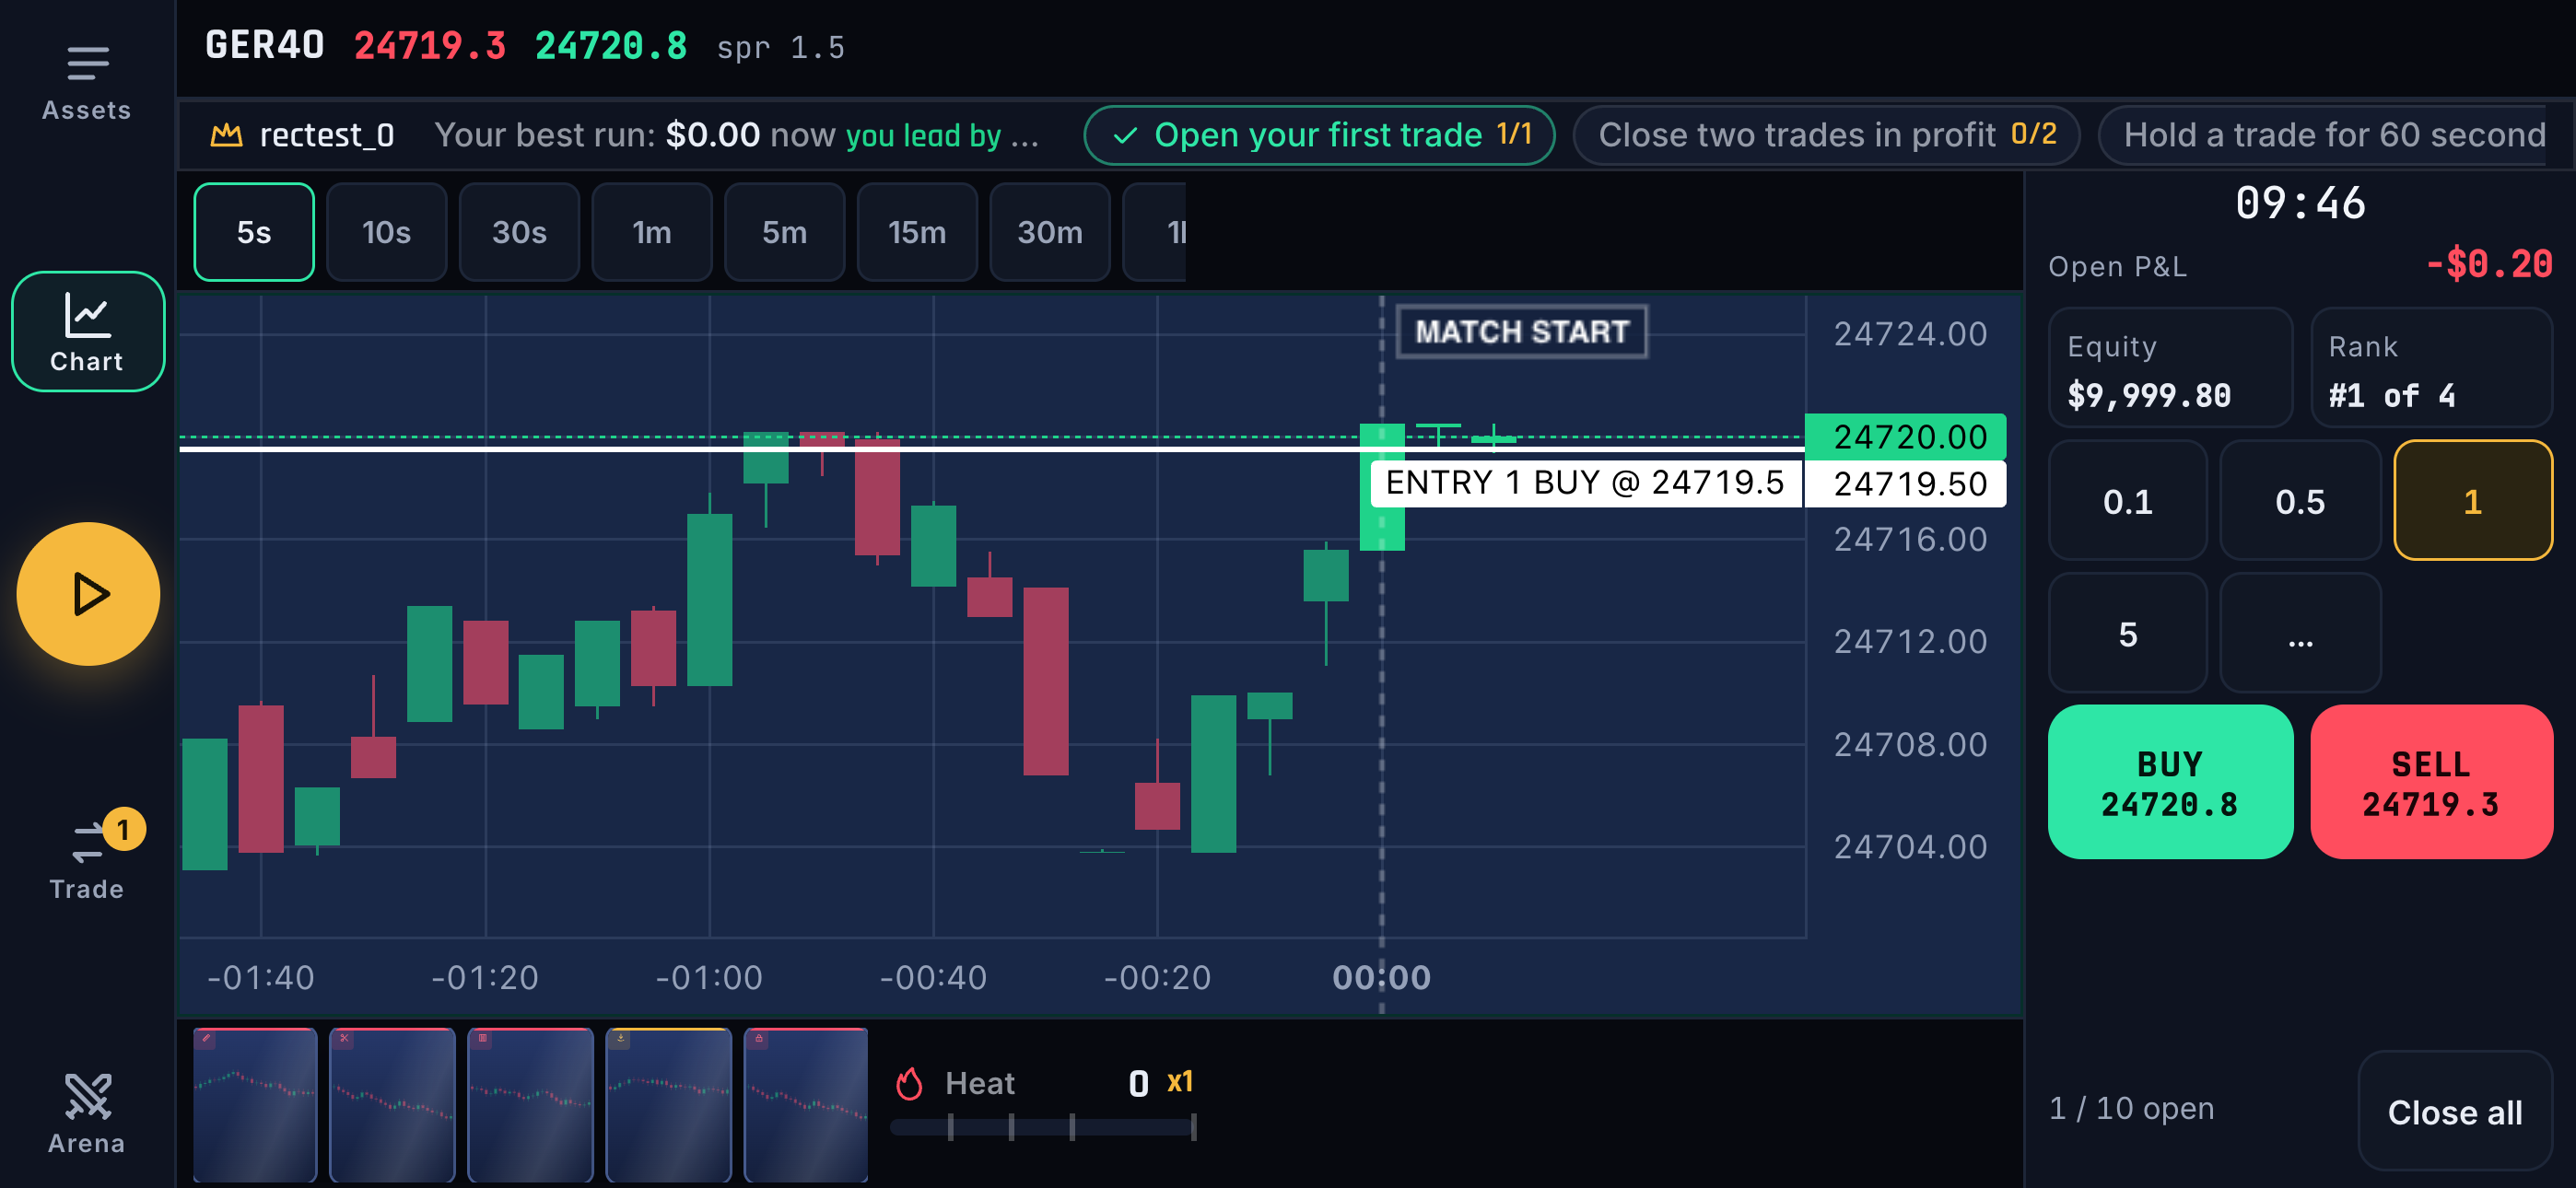 GER40 24719.3 24720.8 spr 1.5
Assets
rectest_0 Your best run: $0.00 now you lead by ... Open your first trade 1/1 Close two trades in profit 0/2 Hold a trade for 60 second
5s 10s 30s 1m 5m 15m 30m
09:46
Open P&L -$0.20
Chart
MATCH START
24724.00
24720.00
ENTRY 1 BUY @ 24719.5 24719.50
24716.00
24712.00
24708.00
24704.00
-01:40 -01:20 -01:00 -00:40 -00:20 00:00
Equity
$9,999.80
Rank
#1 of 4
0.1 0.5 1
5 ...
BUY
24720.8
SELL
24719.3
1
Trade
Arena
Heat 0 x1
1 / 10 open
Close all